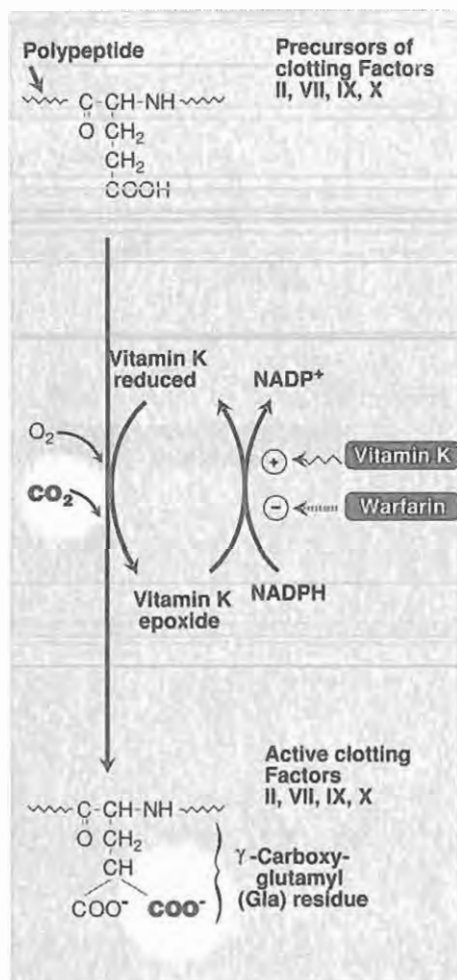 Polypeptide
Precursors of
clotting Factors
II, VII, IX, X
C-CH-NH
O CH₂
CH₂
COOH
Vitamin K
reduced
NADP⁺
O₂
+
Vitamin K
CO₂
−
Warfarin
Vitamin K
epoxide
NADPH
Active clotting
Factors
II, VII, IX, X
C-CH-NH
O CH₂
CH
COO⁻ COO⁻
γ-Carboxy-
glutamyl
(Gla) residue